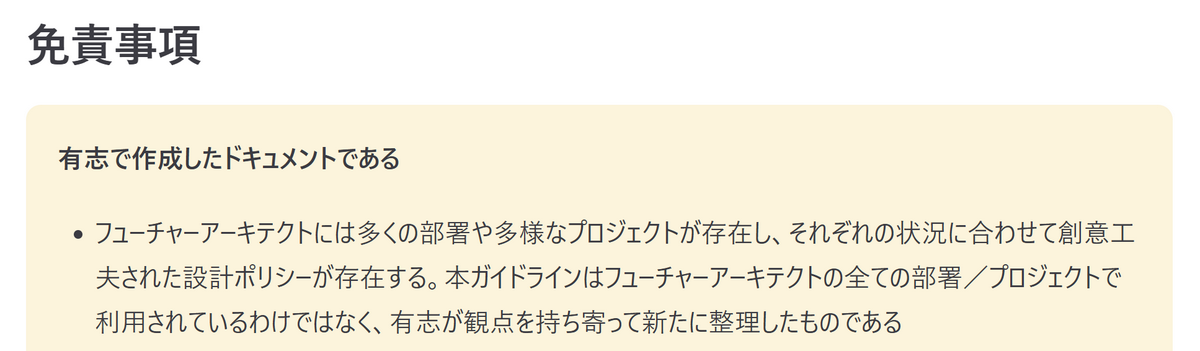 免責事項
有志で作成したドキュメントである
• フューチャーアーキテクトには多くの部署や多様なプロジェクトが存在し、それぞれの状況に合わせて創意工
夫された設計ポリシーが存在する。本ガイドラインはフューチャーアーキテクトの全ての部署／プロジェクトで
利用されているわけではなく、有志が観点を持ち寄って新たに整理したものである